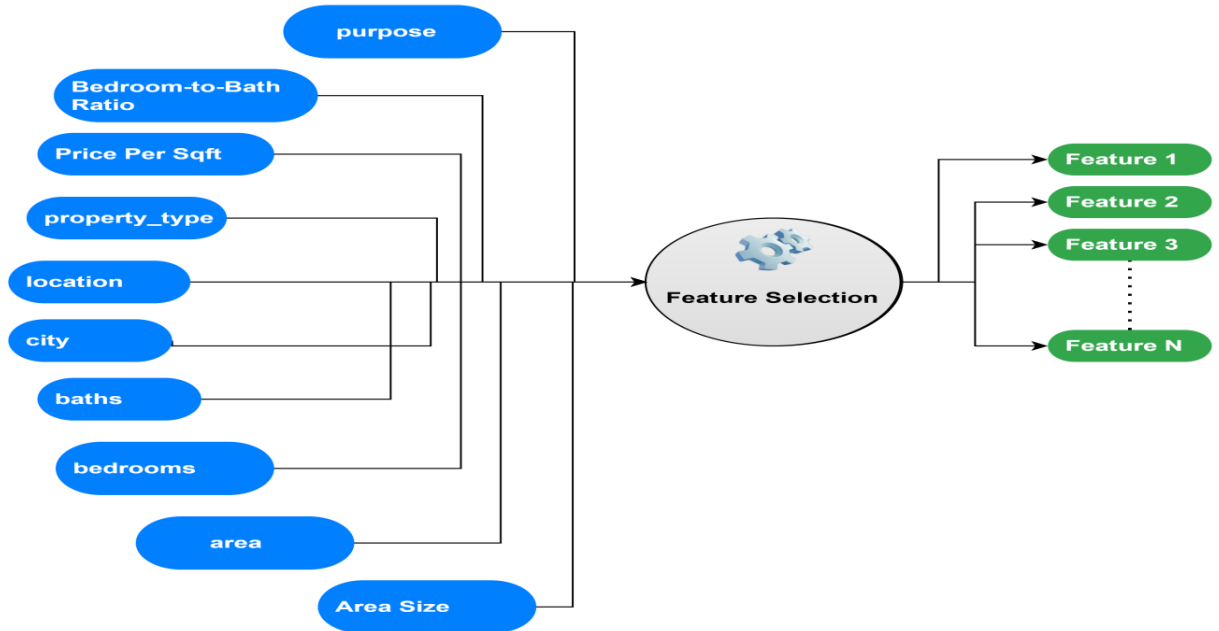 purpose
Bedroom-to-Bath
Ratio
Price Per Sqft
property_type
location
city
baths
bedrooms
area
Area Size
Feature Selection
Feature 1
Feature 2
Feature 3
Feature N